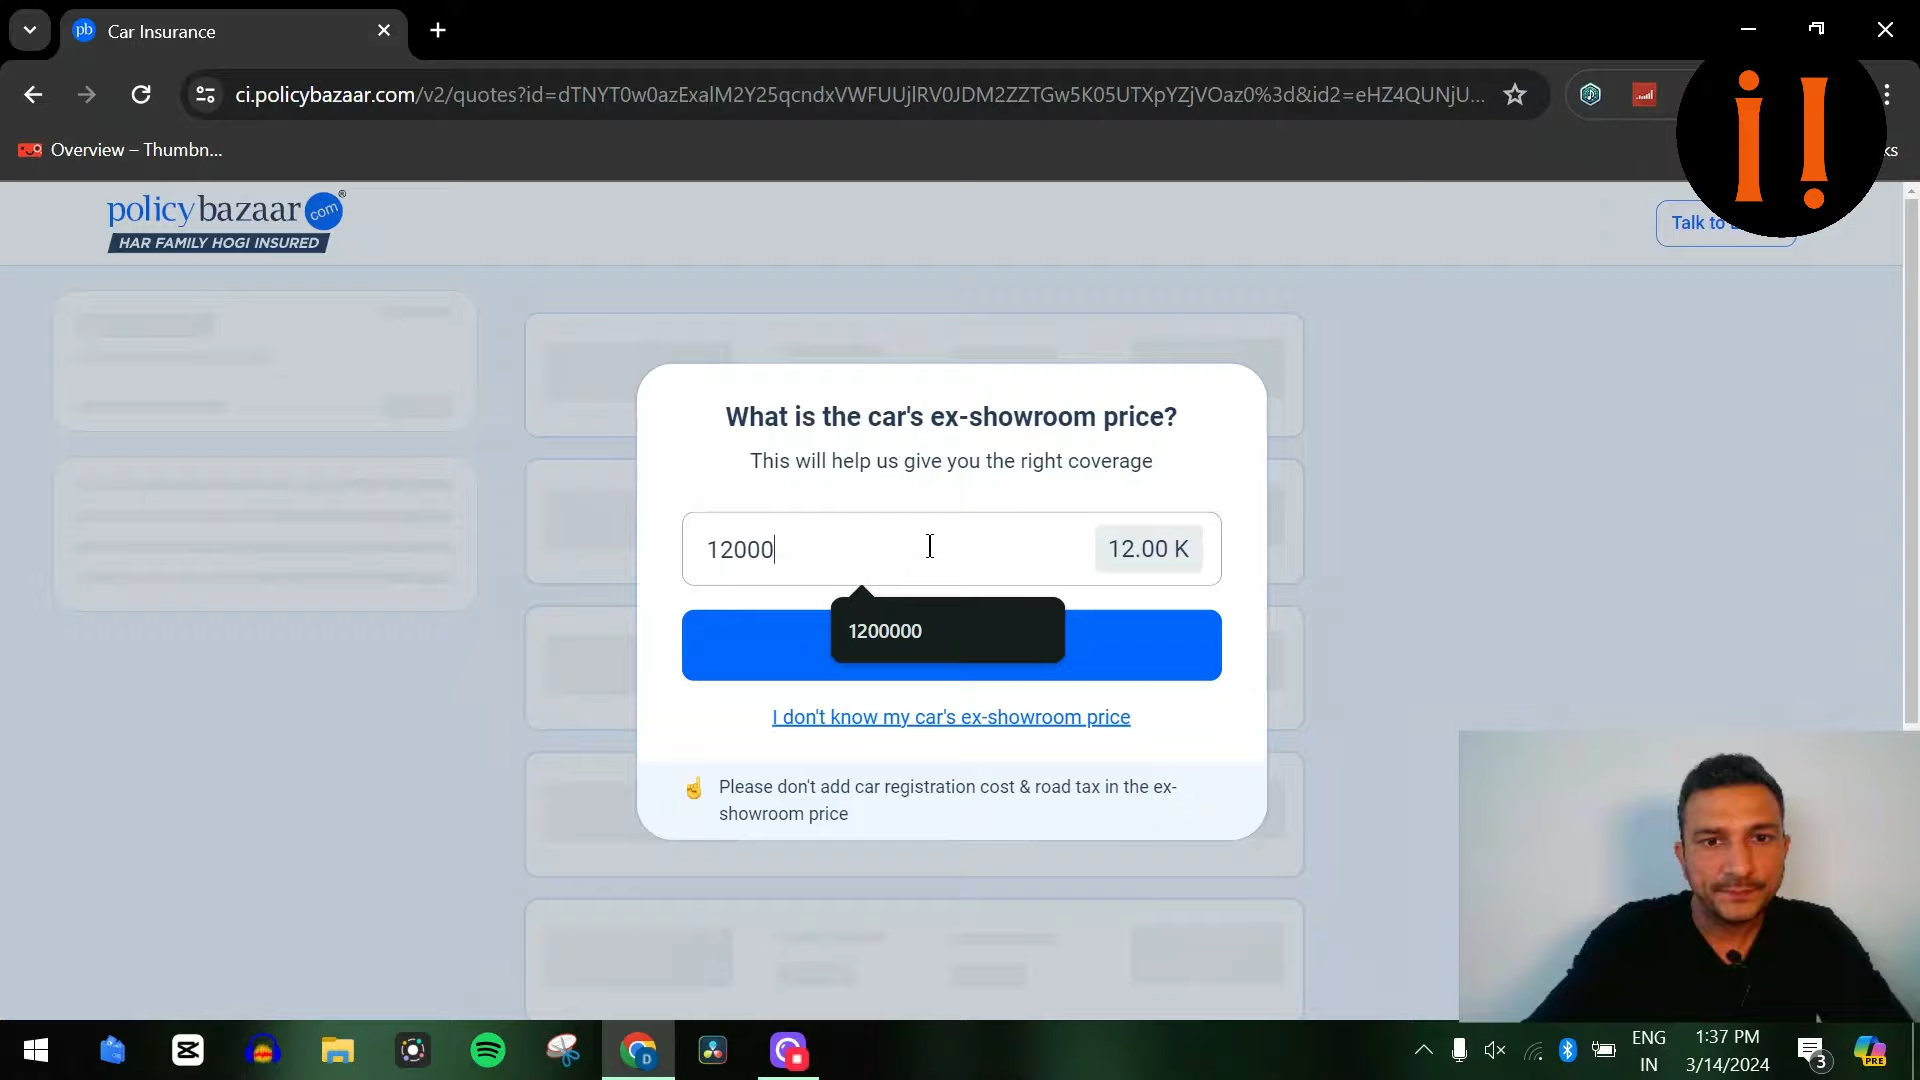 pb Car Insurance
ci.policybazaar.com/v2/quotes?id=dTNYT0w0azExalM2Y25qcndxVWFUUjlRV0JDM2ZZTGw5K05UTXpYZjVOaz0%3d&id2=eHZ4QUNjU...
Overview – Thumbn...
ks
policybazaar com ®
HAR FAMILY HOGI INSURED
Talk to
i!
What is the car's ex-showroom price?
This will help us give you the right coverage
12000
12.00 K
1200000
I don't know my car's ex-showroom price
☝ Please don't add car registration cost & road tax in the ex-
showroom price
D
ENG
IN
1:37 PM
3/14/2024
3
PRE